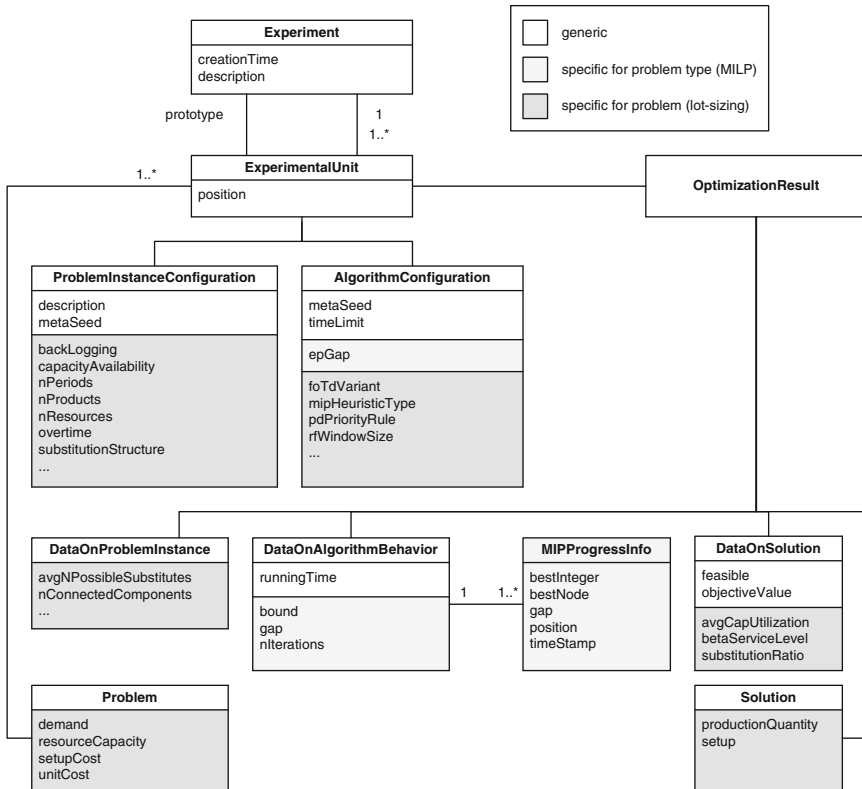 Experiment
creationTime
description
generic
specific for problem type (MILP)
specific for problem (lot-sizing)
prototype
1
1..*
1..*
ExperimentalUnit
position
OptimizationResult
ProblemInstanceConfiguration
description
metaSeed
backLogging
capacityAvailability
nPeriods
nProducts
nResources
overtime
substitutionStructure
...
AlgorithmConfiguration
metaSeed
timeLimit
epGap
foTdVariant
mipHeuristicType
pdPriorityRule
rfWindowSize
...
DataOnProblemInstance
avgNPossibleSubstitutes
nConnectedComponents
...
DataOnAlgorithmBehavior
runningTime
bound
gap
nIterations
1
1..*
MIPProgressInfo
bestInteger
bestNode
gap
position
timeStamp
DataOnSolution
feasible
objectiveValue
avgCapUtilization
betaServiceLevel
substitutionRatio
Problem
demand
resourceCapacity
setupCost
unitCost
Solution
productionQuantity
setup